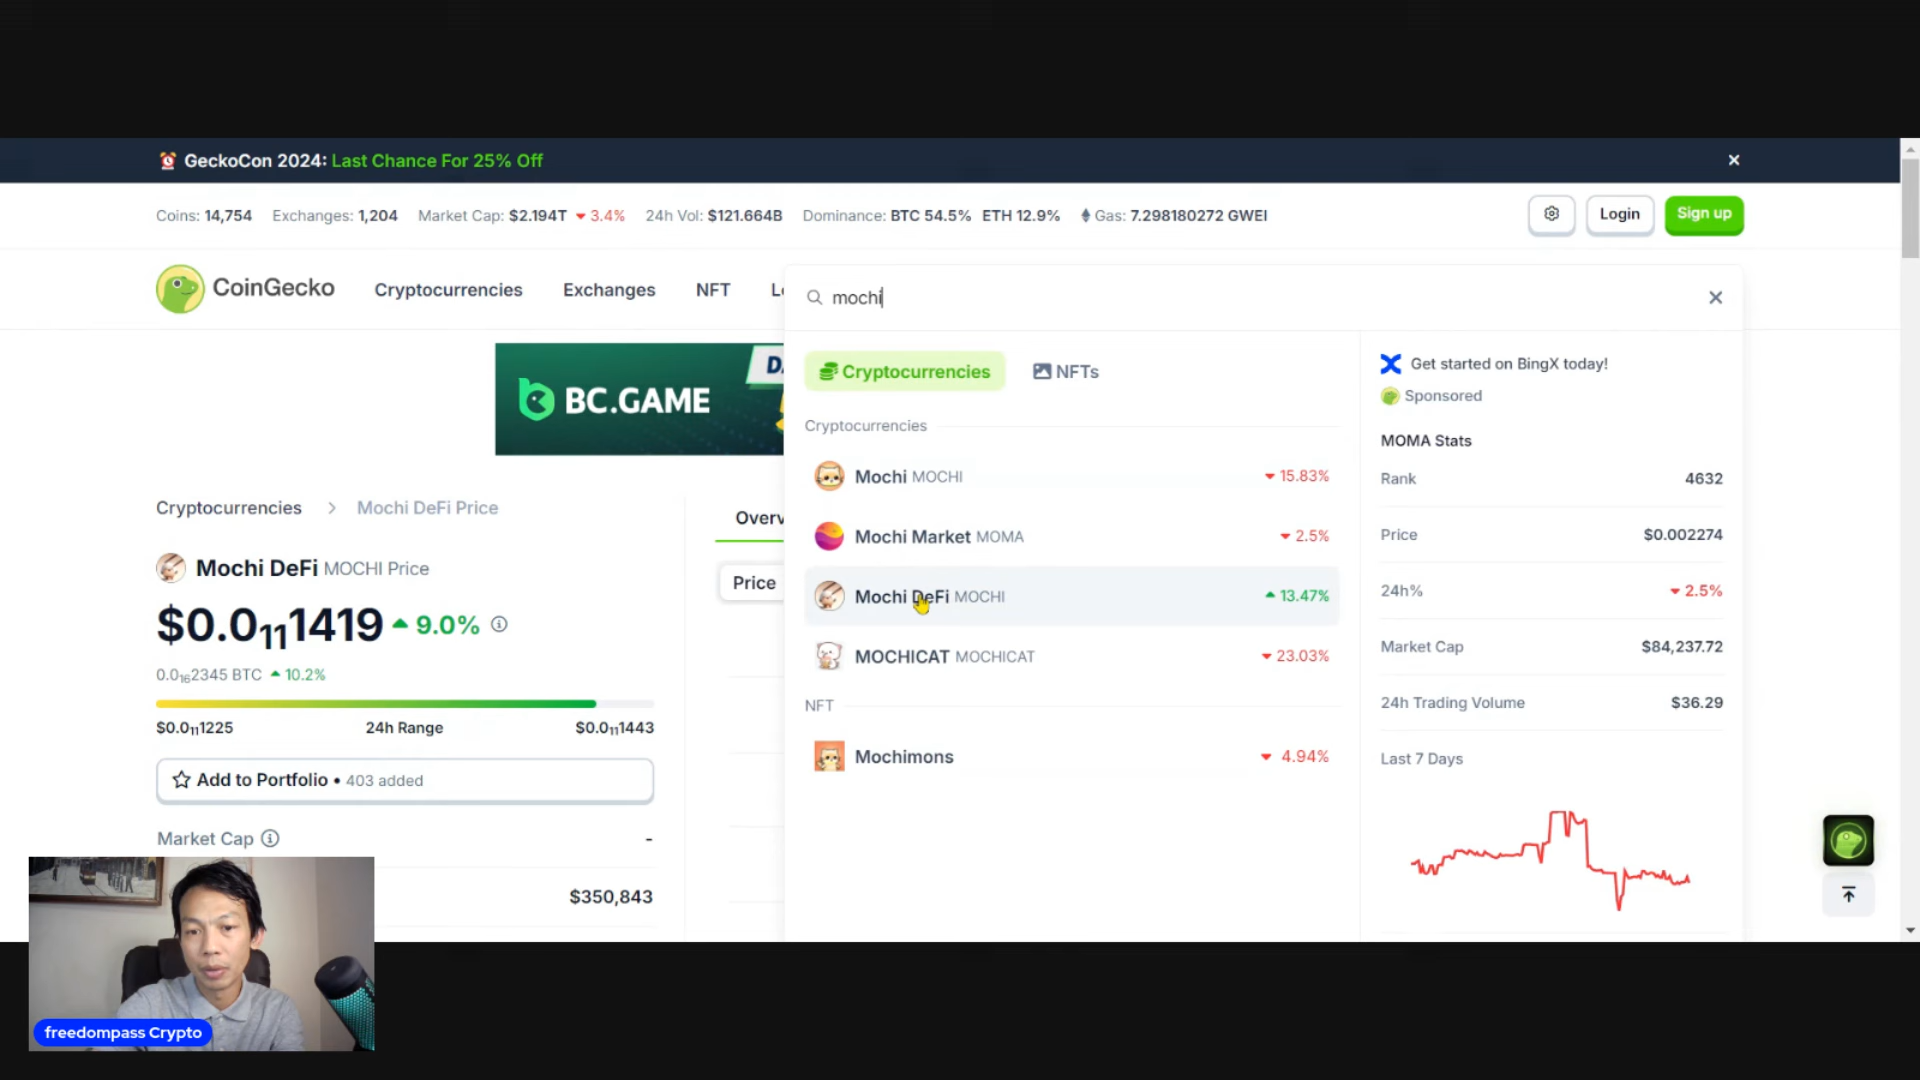 GeckoCon 2024: Last Chance For 25% Off
Coins: 14,754 Exchanges: 1,204 Market Cap: $2.194T 3.4% 24h Vol: $121.664B Dominance: BTC 54.5% ETH 12.9% Gas: 7.298180272 GWEI
Login
Sign up
CoinGecko
Cryptocurrencies
Exchanges
NFT
mochi
BC.GAME
Cryptocurrencies
NFTs
Cryptocurrencies
Mochi MOCHI 15.83%
Mochi Market MOMA 2.5%
Mochi DeFi MOCHI 13.47%
MOCHICAT MOCHICAT 23.03%
NFT
Mochimons 4.94%
Get started on BingX today!
Sponsored
MOMA Stats
Rank 4632
Price $0.002274
24h% 2.5%
Market Cap $84,237.72
24h Trading Volume $36.29
Last 7 Days
Cryptocurrencies > Mochi DeFi Price
Mochi DeFi MOCHI Price
$0.0₁₁1419 9.0%
0.0₁₆2345 BTC 10.2%
$0.0₁₁1225 24h Range $0.0₁₁1443
Add to Portfolio • 403 added
Market Cap -
$350,843
Overv
Price
freedompass Crypto